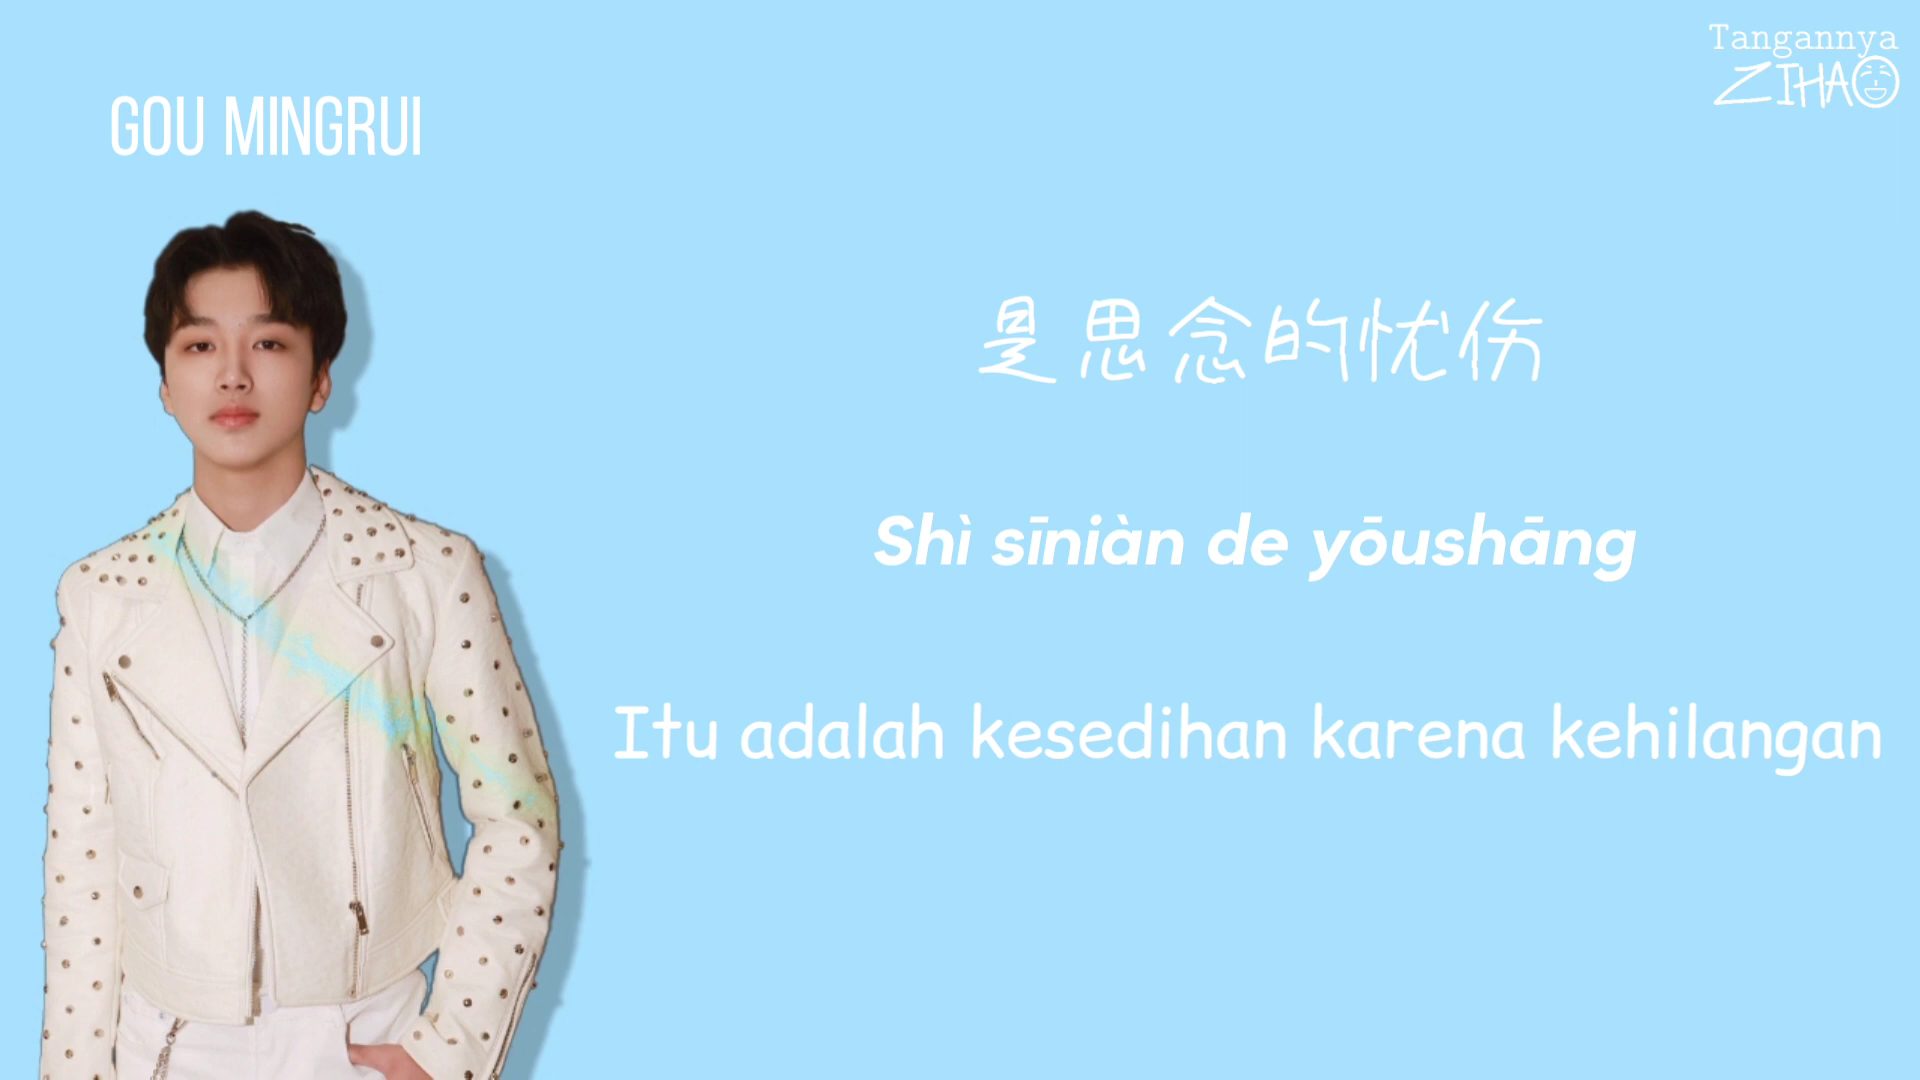 Tangannya
ZIHAO
GOU MINGRUI
是思念的忧伤
Shì sīniàn de yōushāng
Itu adalah kesedihan karena kehilangan